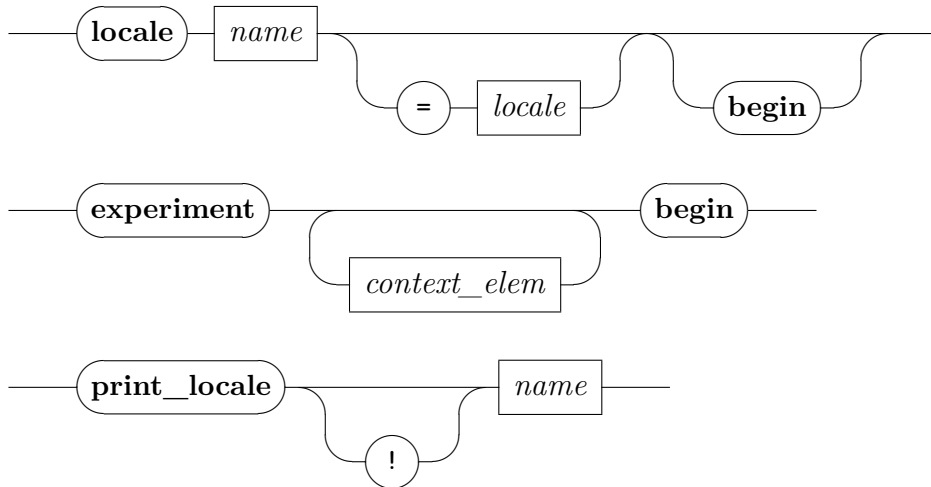 locale name
= locale begin
experiment begin
context_elem
print_locale name
!